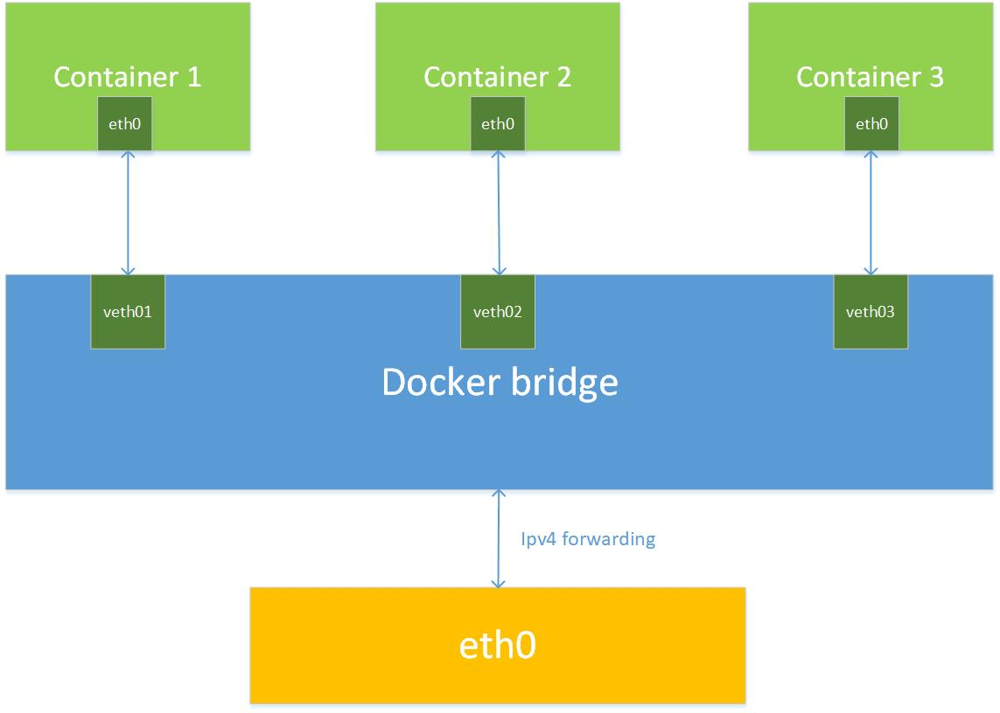 Container 1
Container 2
Container 3
eth0
eth0
eth0
veth01
veth02
veth03
Docker bridge
Ipv4 forwarding
eth0